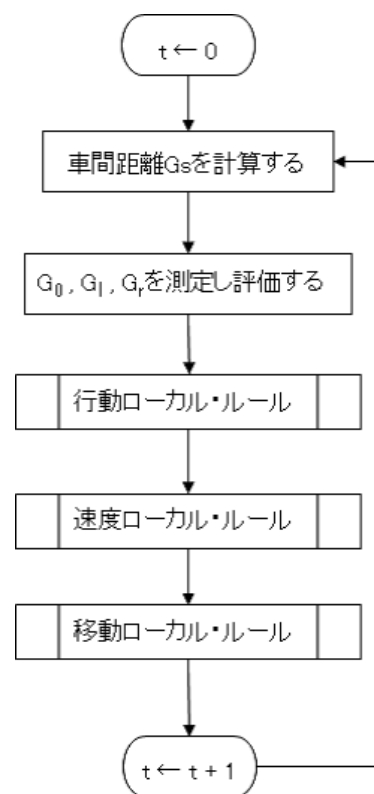 t ← 0
車間距離Gsを計算する
G₀ , Gₗ , Gᵣを測定し評価する
行動ローカル・ルール
速度ローカル・ルール
移動ローカル・ルール
t ← t + 1